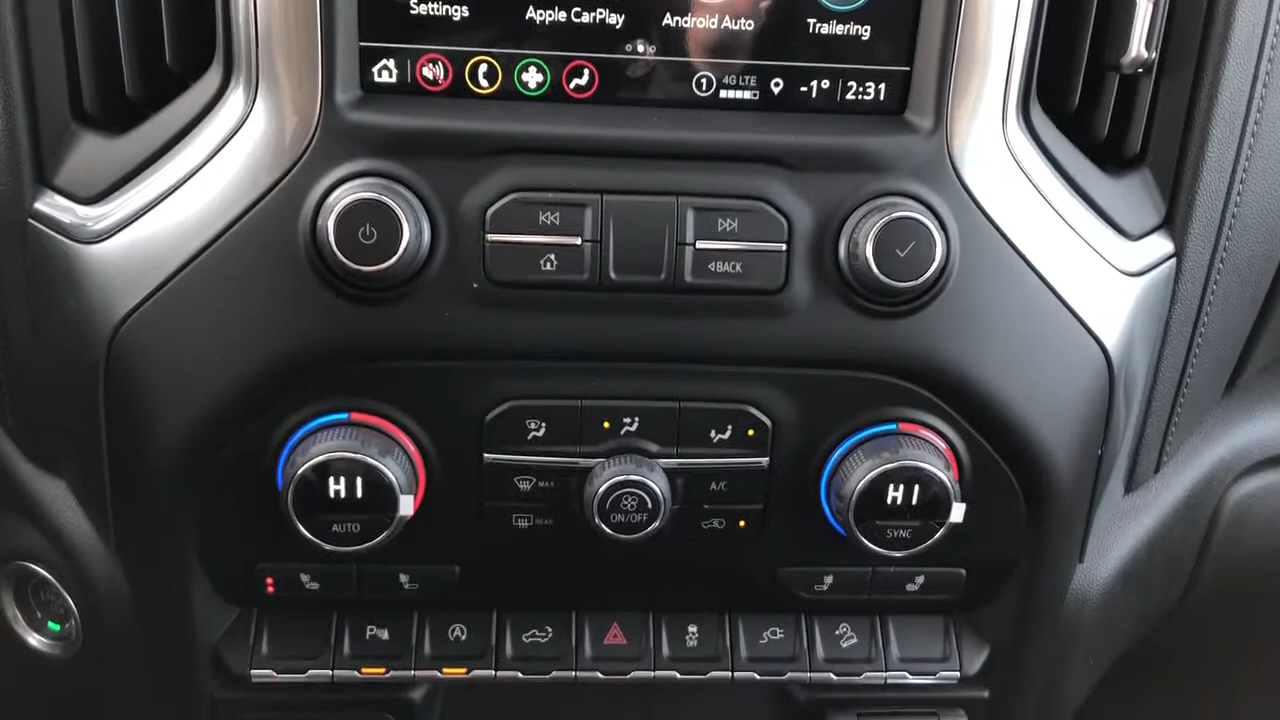 Settings
Apple CarPlay
Android Auto
Trailering
1
4G LTE
-1°
2:31
BACK
HI
AUTO
MAX
REAR
A/C
ON/OFF
HI
SYNC
P
A
OFF